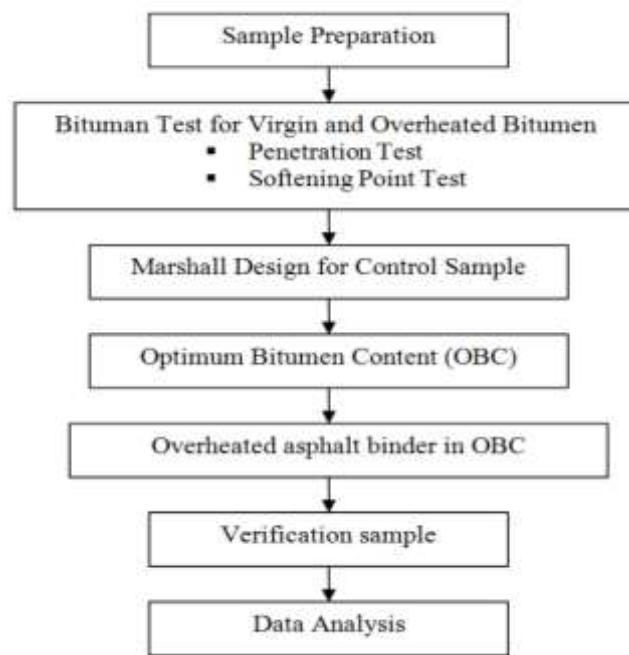 Sample Preparation
Bituman Test for Virgin and Overheated Bitumen
▪ Penetration Test
▪ Softening Point Test
Marshall Design for Control Sample
Optimum Bitumen Content (OBC)
Overheated asphalt binder in OBC
Verification sample
Data Analysis